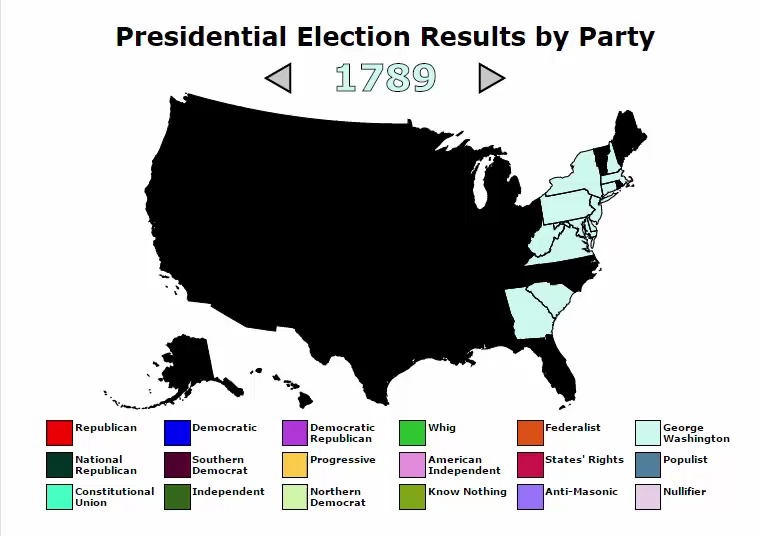 Presidential Election Results by Party
1789
Republican
Democratic
Democratic
Republican
Whig
Federalist
George
Washington
National
Republican
Southern
Democrat
Progressive
American
Independent
States' Rights
Populist
Constitutional
Union
Independent
Northern
Democrat
Know Nothing
Anti-Masonic
Nullifier